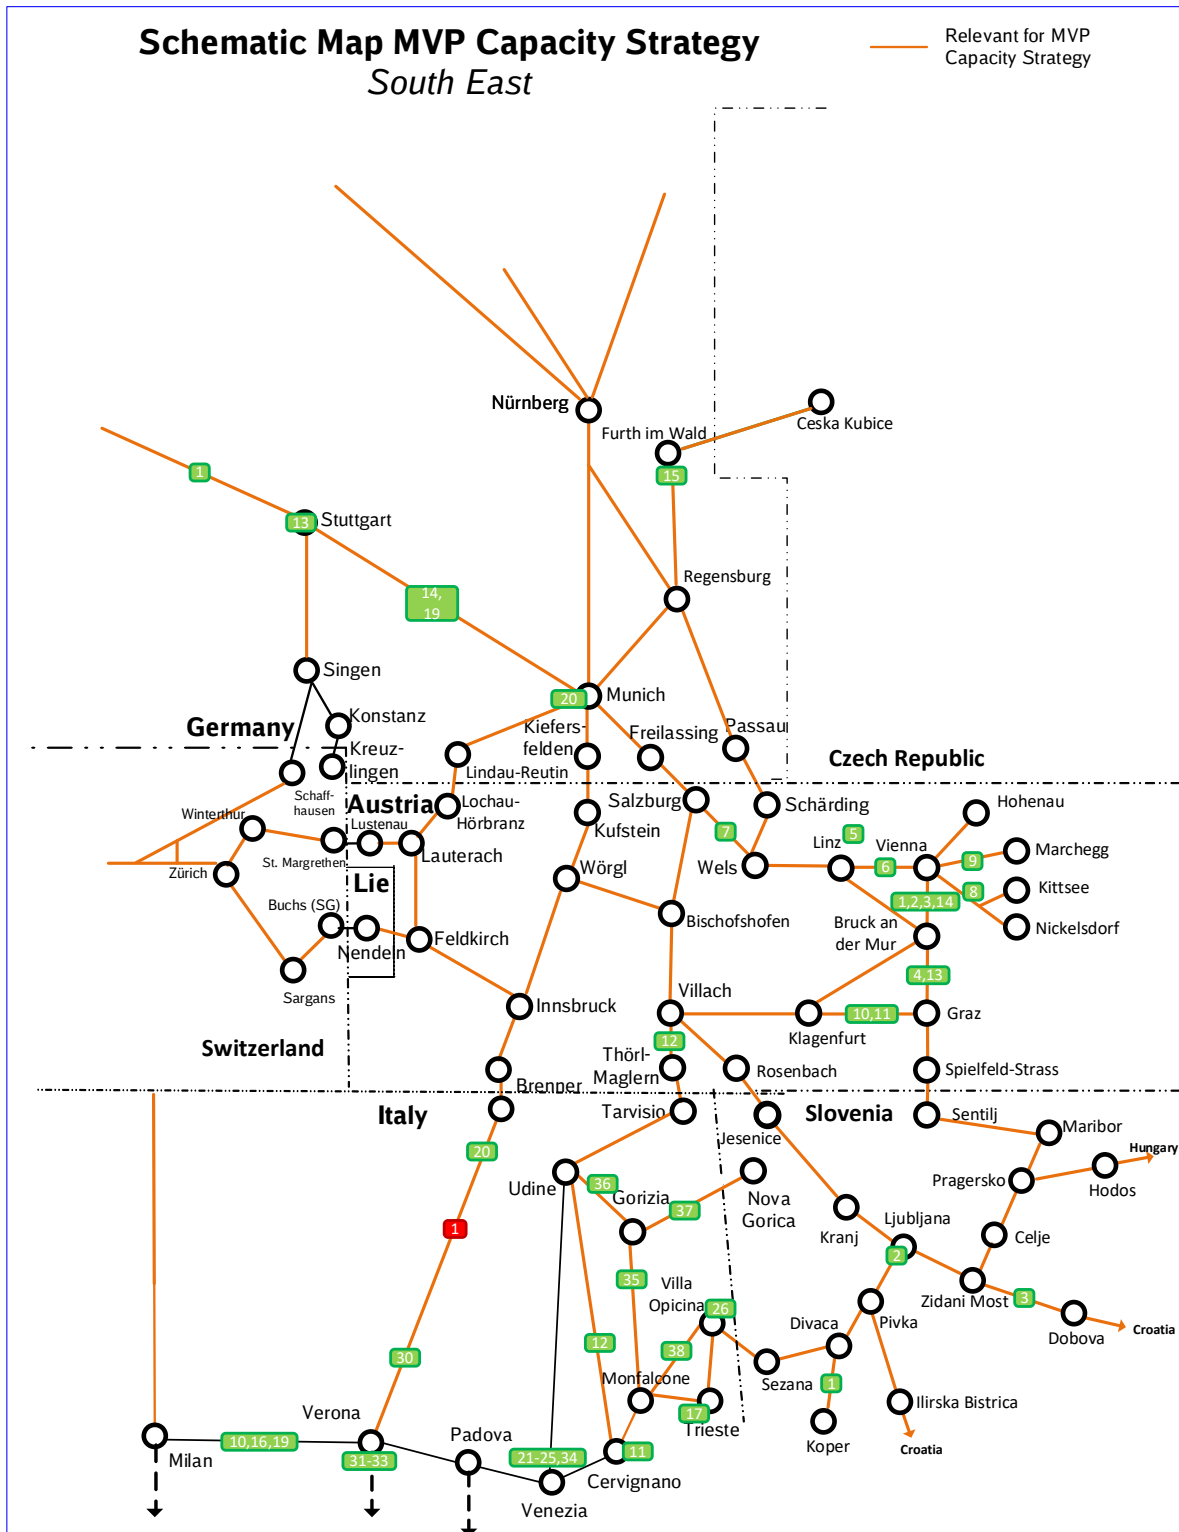 Schematic Map MVP Capacity Strategy
South East
Relevant for MVP
Capacity Strategy
Nürnberg
Furth im Wald
Ceska Kubice
1
15
13
Stuttgart
Regensburg
14,
19
Singen
20
Munich
Germany
Konstanz
Kiefers-
felden
Freilassing
Passau
Kreuz-
lingen
Lindau-Reutin
Czech Republic
Schaff-
hausen
Austria
Lochau-
Hörbranz
Salzburg
Schärding
Hohenau
Winterthur
Lustenau
Kufstein
7
5
St. Margrethen
Lauterach
Linz
Vienna
9
Marchegg
Zürich
Lie
Wörgl
Wels
6
8
Kittsee
1,2,3,14
Buchs (SG)
Bischofshofen
Bruck an
der Mur
Nickelsdorf
Nendeln
Feldkirch
4,13
Sargans
Innsbruck
Villach
10,11
Graz
Klagenfurt
Switzerland
12
Thörl-
Maglern
Rosenbach
Spielfeld-Strass
Brenner
Italy
Tarvisio
Slovenia
Sentilj
Maribor
Jesenice
20
Hungary
Udine
36
Gorizia
Nova
Gorica
Pragersko
Hodos
37
1
Kranj
Ljubljana
Celje
2
35
Villa
Opicina
26
Zidani Most
3
Pivka
Dobova
Croatia
Divaca
12
38
30
Monfalcone
Sezana
1
17
Trieste
Ilirska Bistrica
Koper
Croatia
Verona
Padova
Milan
10,16,19
31-33
21-25,34
11
Cervignano
Venezia